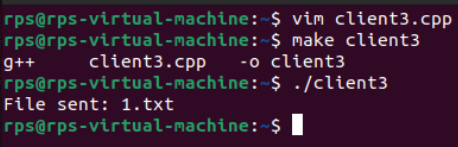 rps@rps-virtual-machine:~$ vim client3.cpp
rps@rps-virtual-machine:~$ make client3
g++     client3.cpp   -o client3
rps@rps-virtual-machine:~$ ./client3
File sent: 1.txt
rps@rps-virtual-machine:~$